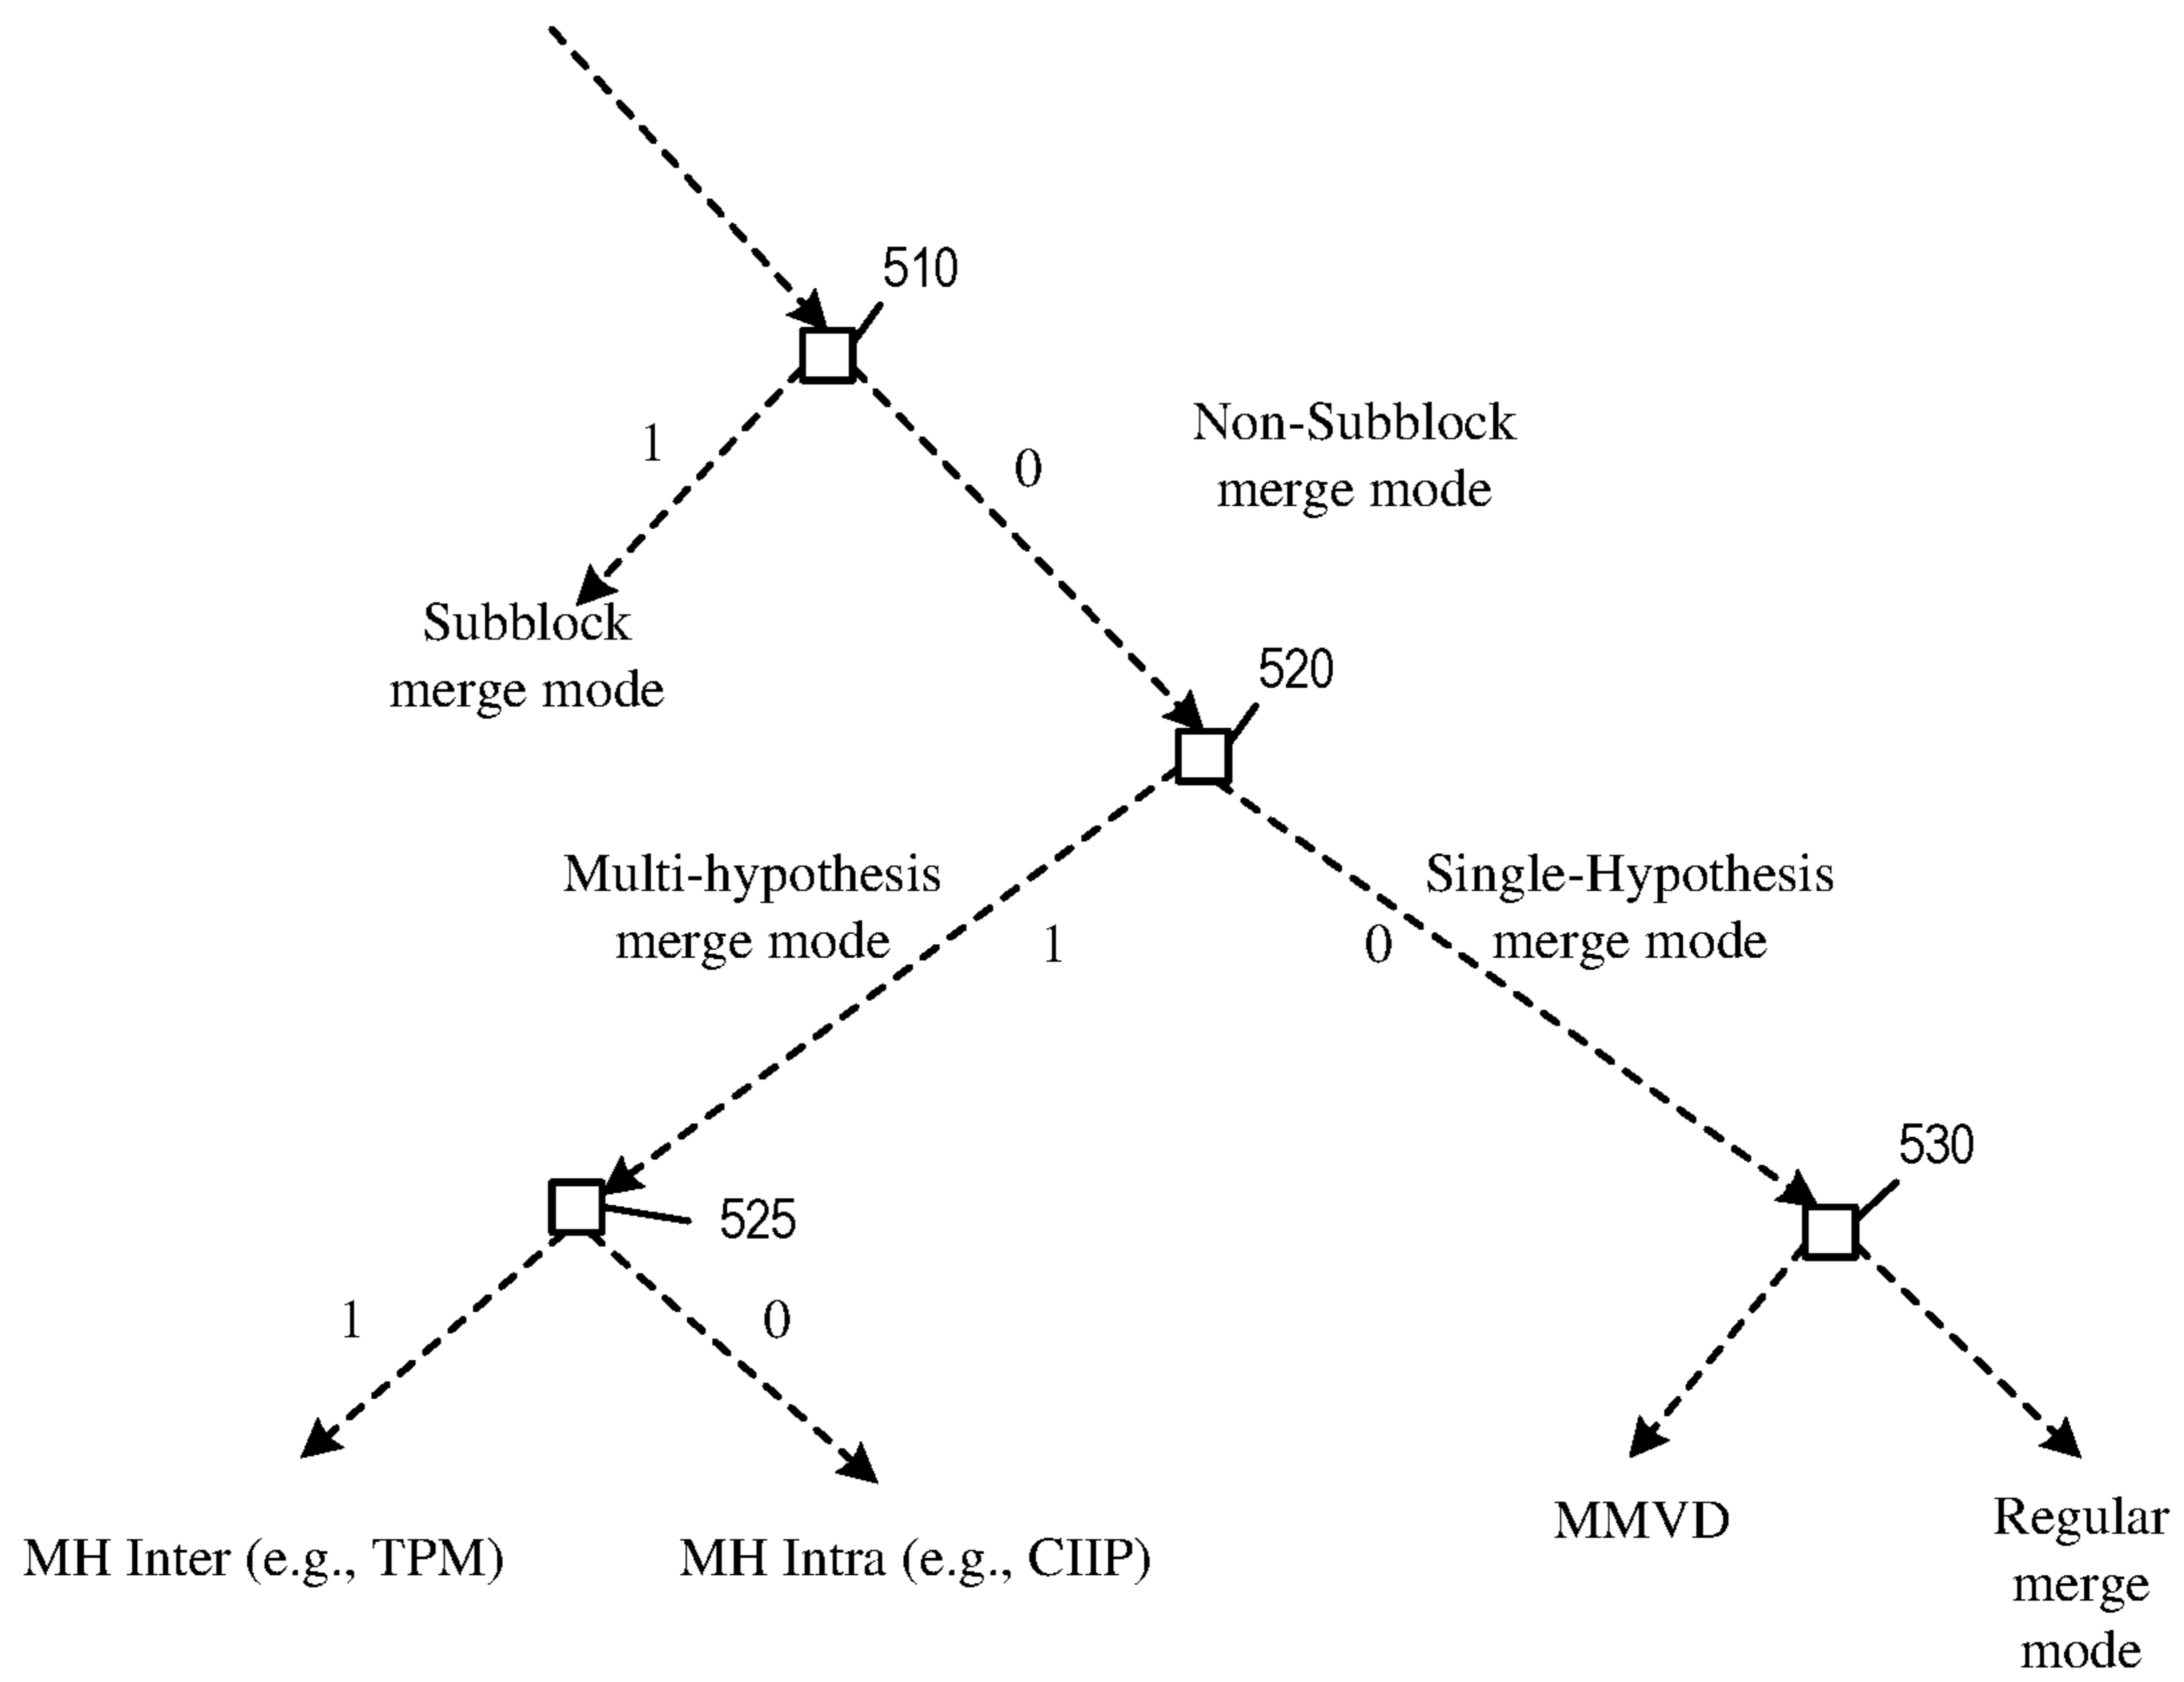 510
1
0
Non-Subblock
merge mode
Subblock
merge mode
520
Multi-hypothesis
merge mode
1
0
Single-Hypothesis
merge mode
525
530
1
0
MH Inter (e.g., TPM)
MH Intra (e.g., CIIP)
MMVD
Regular
merge
mode